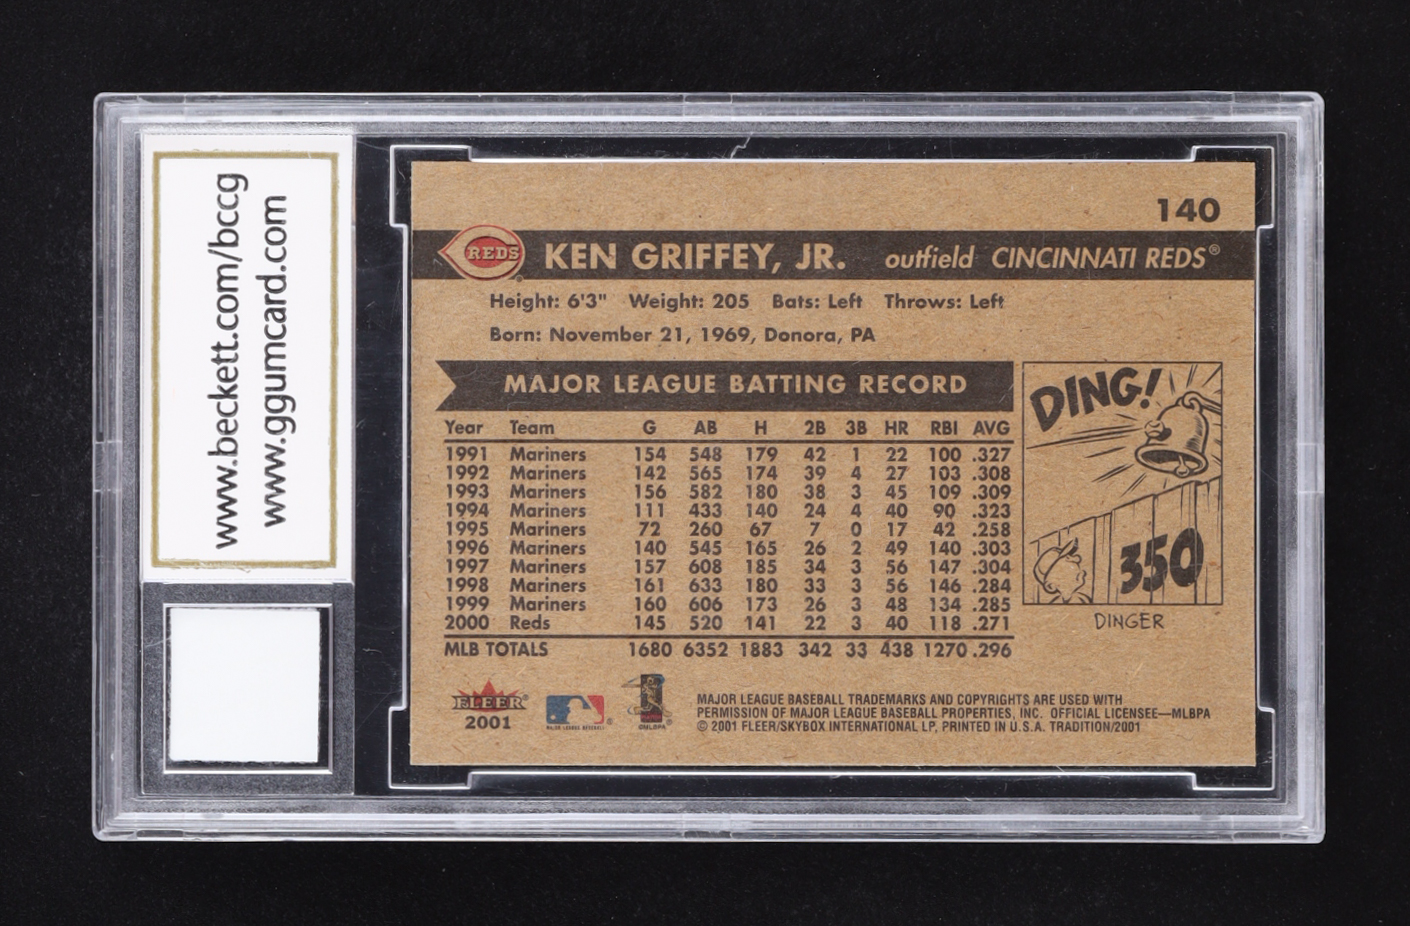 www.beckett.com/bccg
www.ggumcard.com
140
REDS KEN GRIFFEY, JR. outfield CINCINNATI REDS®
Height: 6'3" Weight: 205 Bats: Left Throws: Left
Born: November 21, 1969, Donora, PA
MAJOR LEAGUE BATTING RECORD
Year Team G AB H 2B 3B HR RBI AVG
1991 Mariners 154 548 179 42 1 22 100 .327
1992 Mariners 142 565 174 39 4 27 103 .308
1993 Mariners 156 582 180 38 3 45 109 .309
1994 Mariners 111 433 140 24 4 40 90 .323
1995 Mariners 72 260 67 7 0 17 42 .258
1996 Mariners 140 545 165 26 2 49 140 .303
1997 Mariners 157 608 185 34 3 56 147 .304
1998 Mariners 161 633 180 33 3 56 146 .284
1999 Mariners 160 606 173 26 3 48 134 .285
2000 Reds 145 520 141 22 3 40 118 .271
MLB TOTALS 1680 6352 1883 342 33 438 1270 .296
DING!
350
DINGER
FLEER®
2001
MAJOR LEAGUE BASEBALL ®
©MLBPA ®
MAJOR LEAGUE BASEBALL TRADEMARKS AND COPYRIGHTS ARE USED WITH
PERMISSION OF MAJOR LEAGUE BASEBALL PROPERTIES, INC. OFFICIAL LICENSEE—MLBPA
© 2001 FLEER/SKYBOX INTERNATIONAL LP, PRINTED IN U.S.A. TRADITION/2001